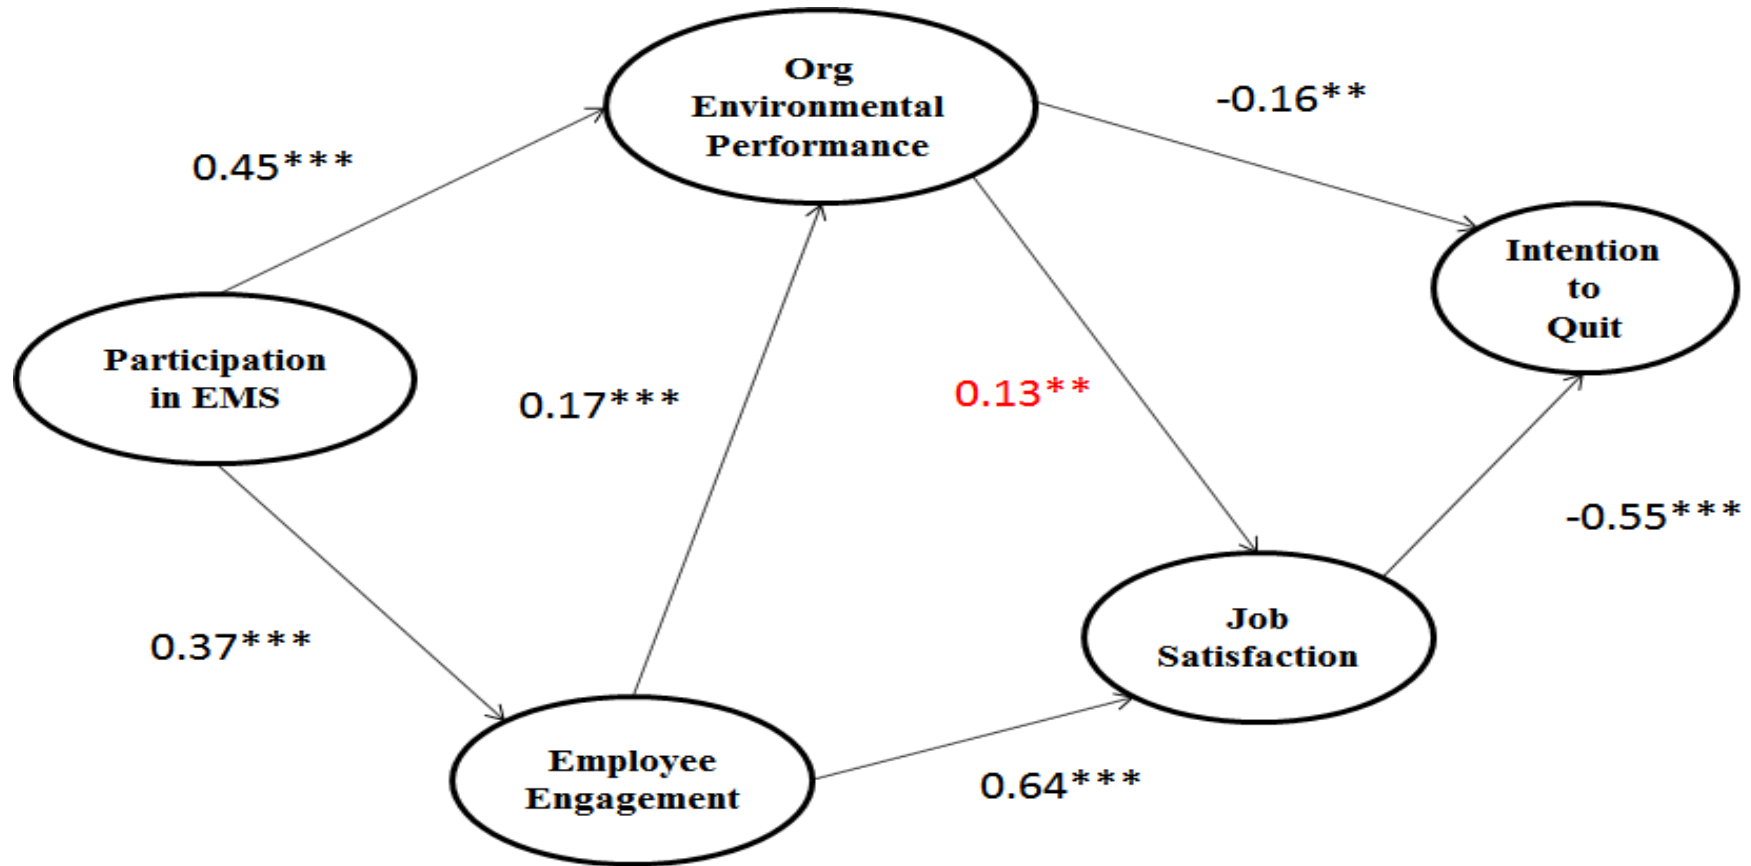 Org
Environmental
Performance
-0.16**
0.45***
Intention
to
Quit
Participation
in EMS
0.17***
0.13**
-0.55***
0.37***
Job
Satisfaction
Employee
Engagement
0.64***